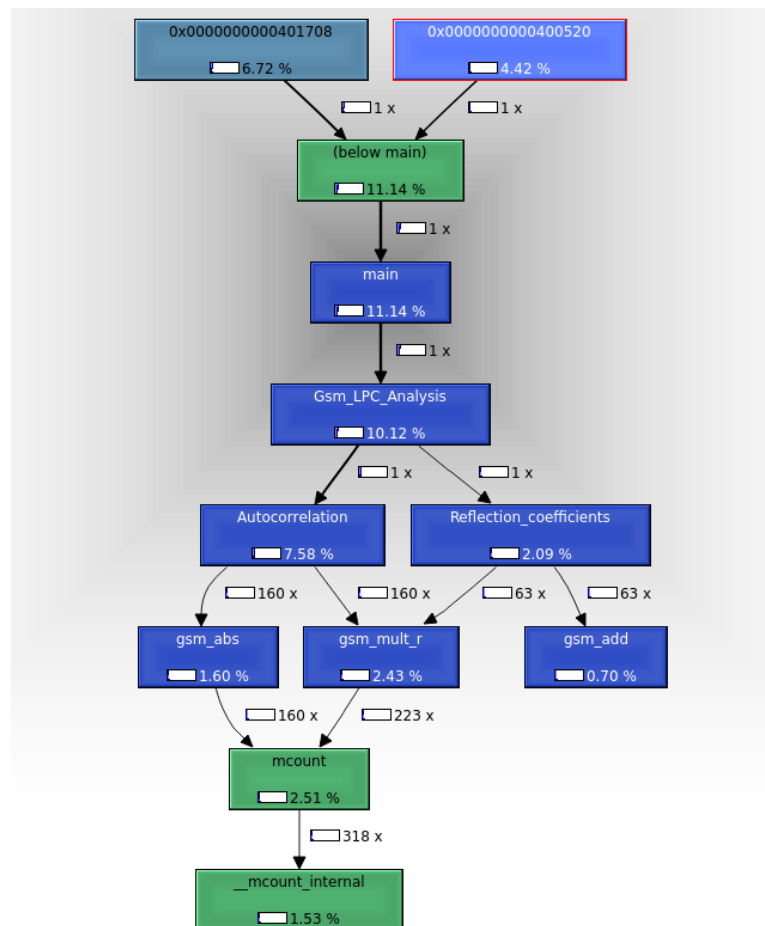 0x0000000000401708
6.72 %
0x0000000000400520
4.42 %
1 x
1 x
(below main)
11.14 %
1 x
main
11.14 %
1 x
Gsm_LPC_Analysis
10.12 %
1 x
1 x
Autocorrelation
7.58 %
Reflection_coefficients
2.09 %
160 x
160 x
63 x
63 x
gsm_abs
1.60 %
gsm_mult_r
2.43 %
gsm_add
0.70 %
160 x
223 x
mcount
2.51 %
318 x
__mcount_internal
1.53 %